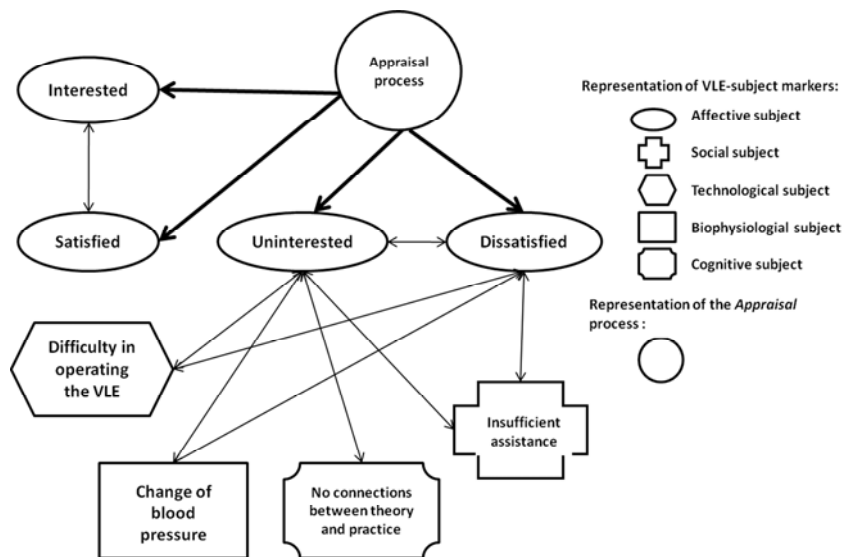 Appraisal
process
Interested
Satisfied
Uninterested
Dissatisfied
Difficulty in
operating
the VLE
Change of
blood
pressure
No connections
between theory
and practice
Insufficient
assistance
Representation of VLE-subject markers:
Affective subject
Social subject
Technological subject
Biophysiologial subject
Cognitive subject
Representation of the Appraisal
process :